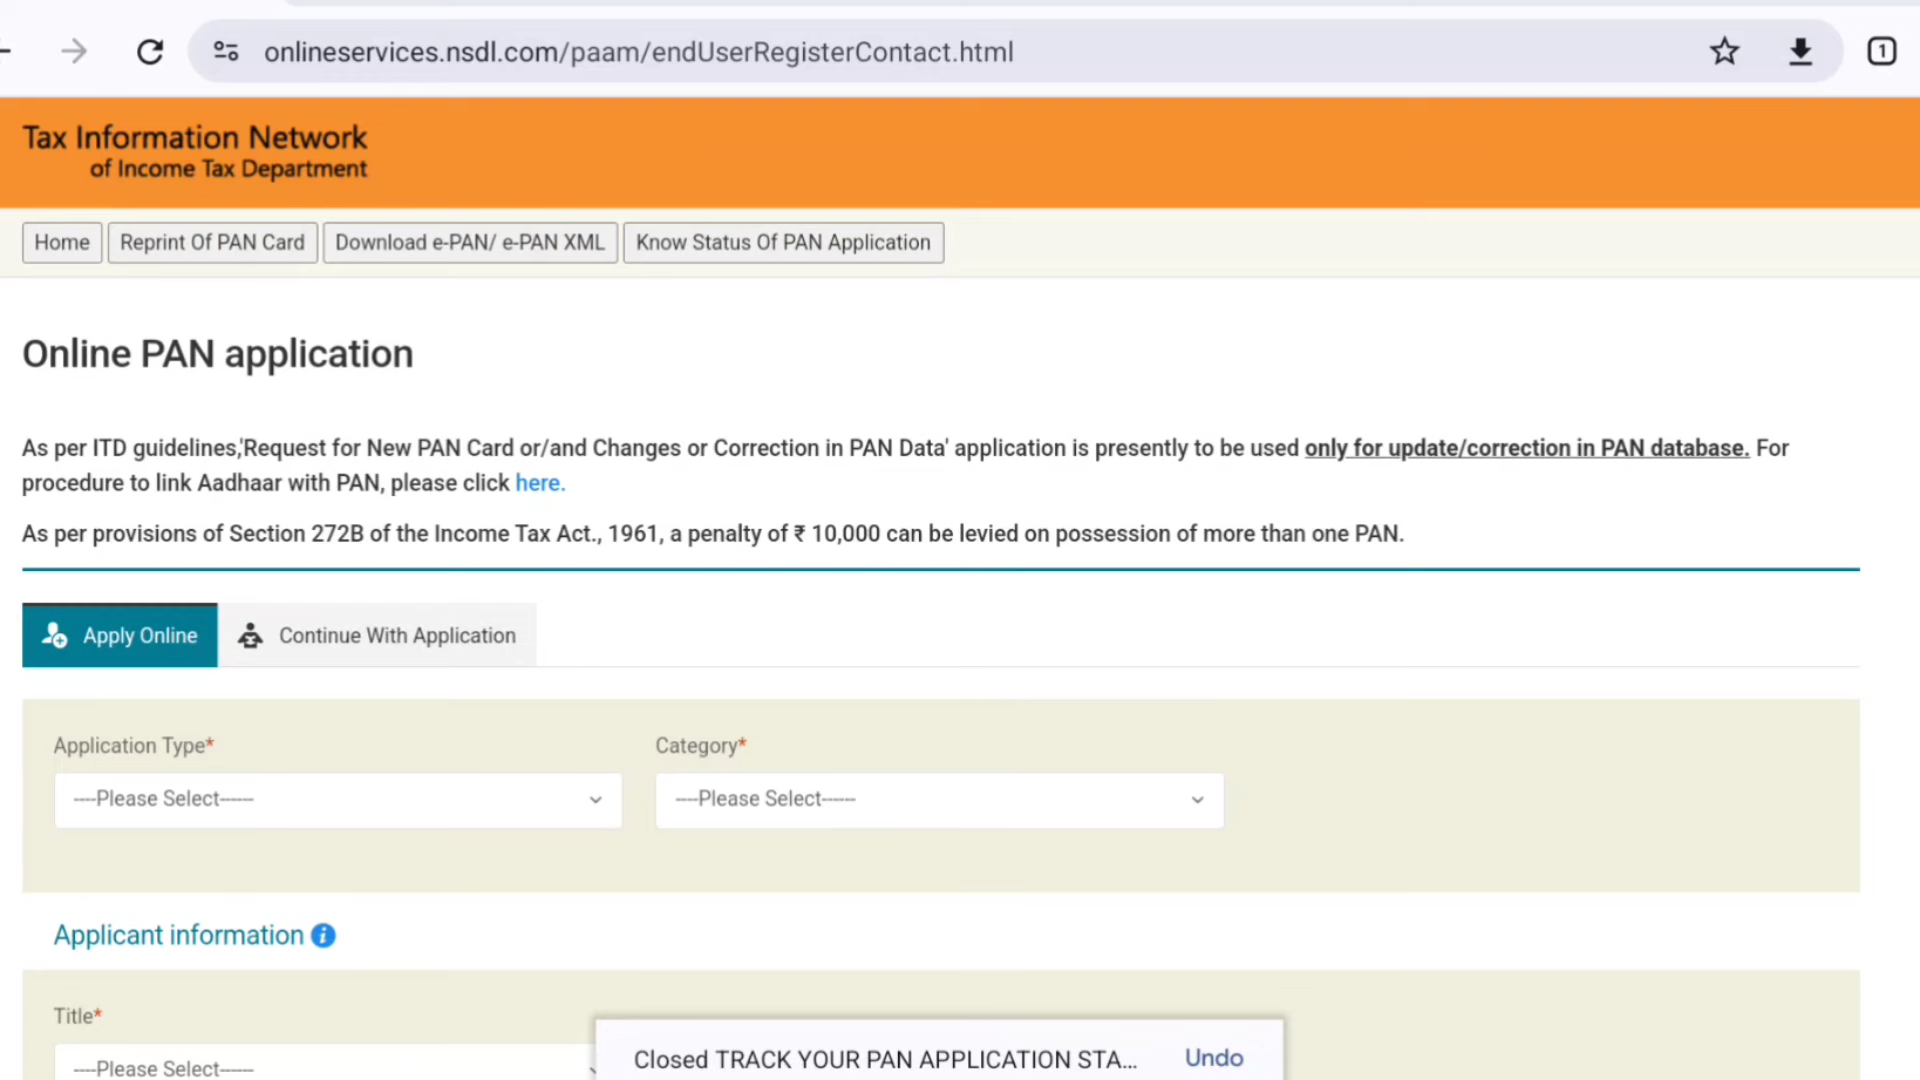 onlineservices.nsdl.com/paam/endUserRegisterContact.html
1
Tax Information Network
of Income Tax Department
Home
Reprint Of PAN Card
Download e-PAN/ e-PAN XML
Know Status Of PAN Application
Online PAN application
As per ITD guidelines,'Request for New PAN Card or/and Changes or Correction in PAN Data' application is presently to be used only for update/correction in PAN database. For
procedure to link Aadhaar with PAN, please click here.
As per provisions of Section 272B of the Income Tax Act., 1961, a penalty of ₹ 10,000 can be levied on possession of more than one PAN.
Apply Online
Continue With Application
Application Type*
Category*
----Please Select------
----Please Select------
Applicant information
Title*
----Please Select------
Closed TRACK YOUR PAN APPLICATION STA...
Undo